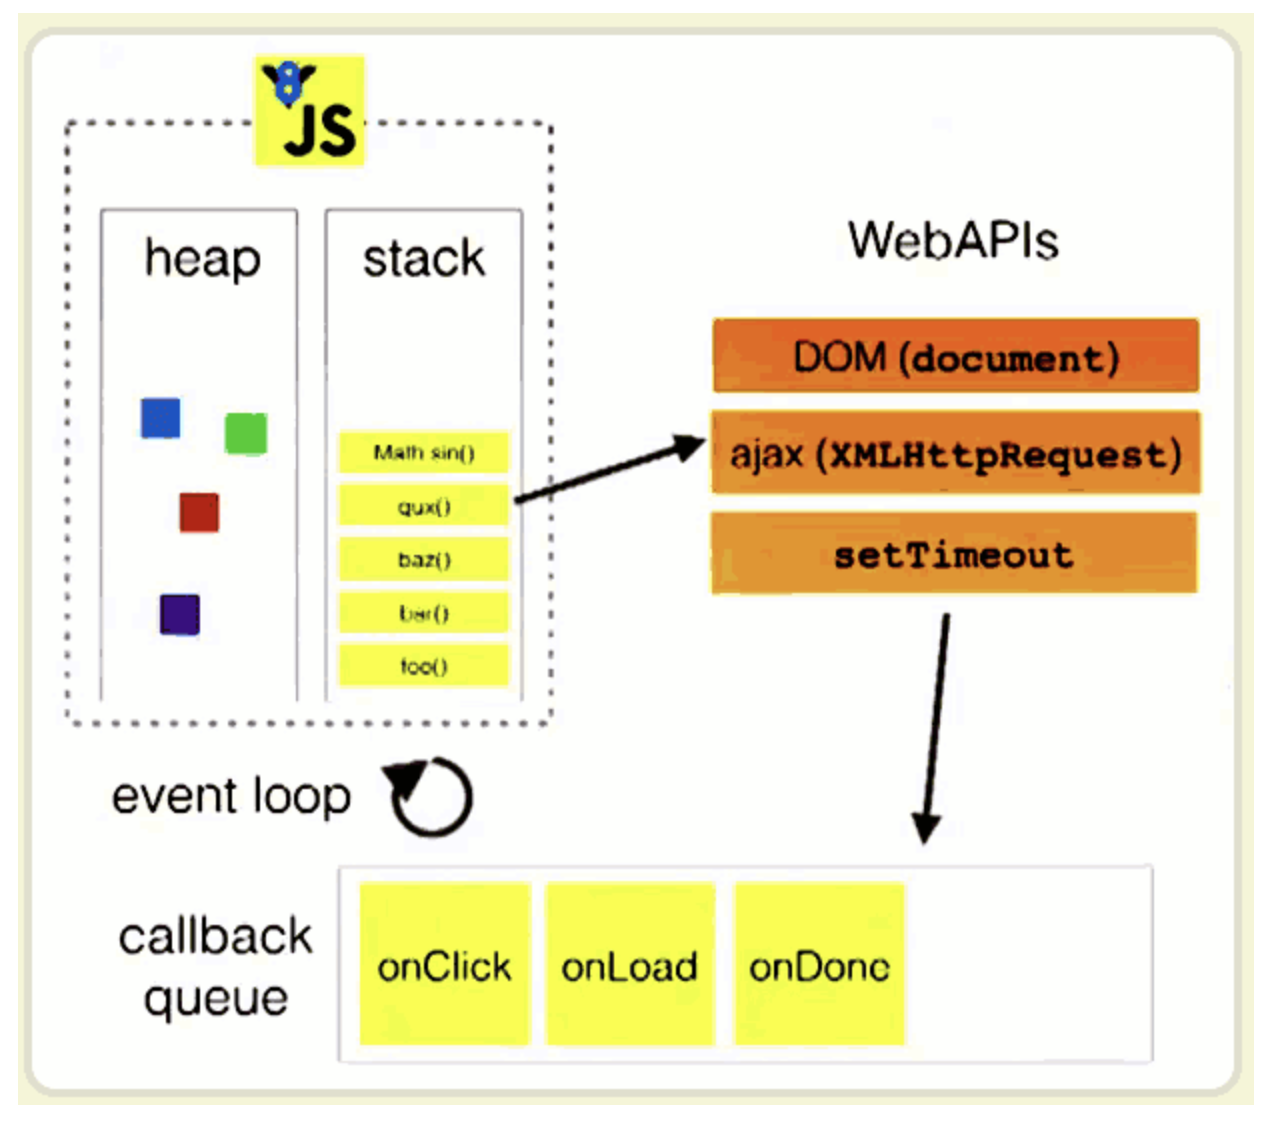 8
JS
heap
stack
Math sin()
qux()
baz()
bar()
foo()
WebAPIs
DOM (document)
ajax (XMLHttpRequest)
setTimeout
event loop
callback
queue
onClick
onLoad
onDone